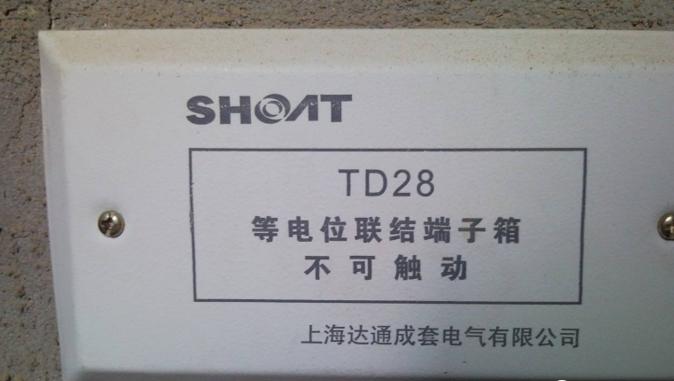 SHOAT
TD28
等电位联结端子箱
不可触动
上海达通成套电气有限公司